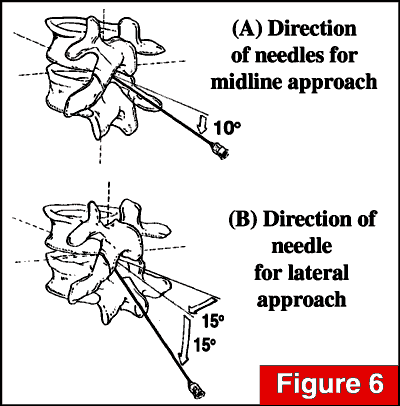 (A) Direction
of needles for
midline approach
10°
(B) Direction of
needle
for lateral
approach
15°
15°
Figure 6